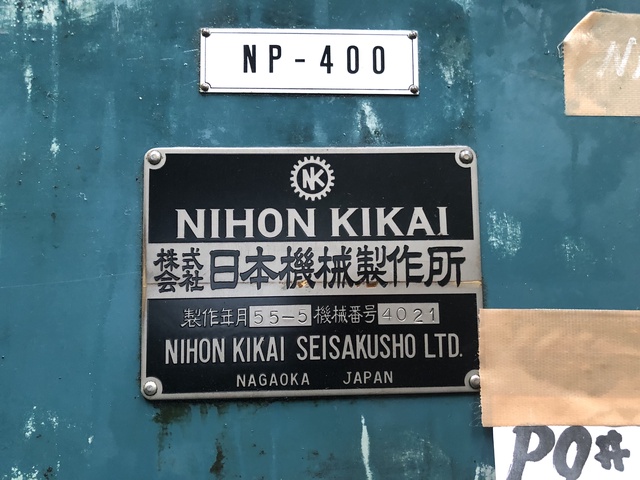 NP-400
NK
NIHON KIKAI
株式会社 日本機械製作所
製作年月 55-5 機械番号 4021
NIHON KIKAI SEISAKUSHO LTD.
NAGAOKA JAPAN
PO#